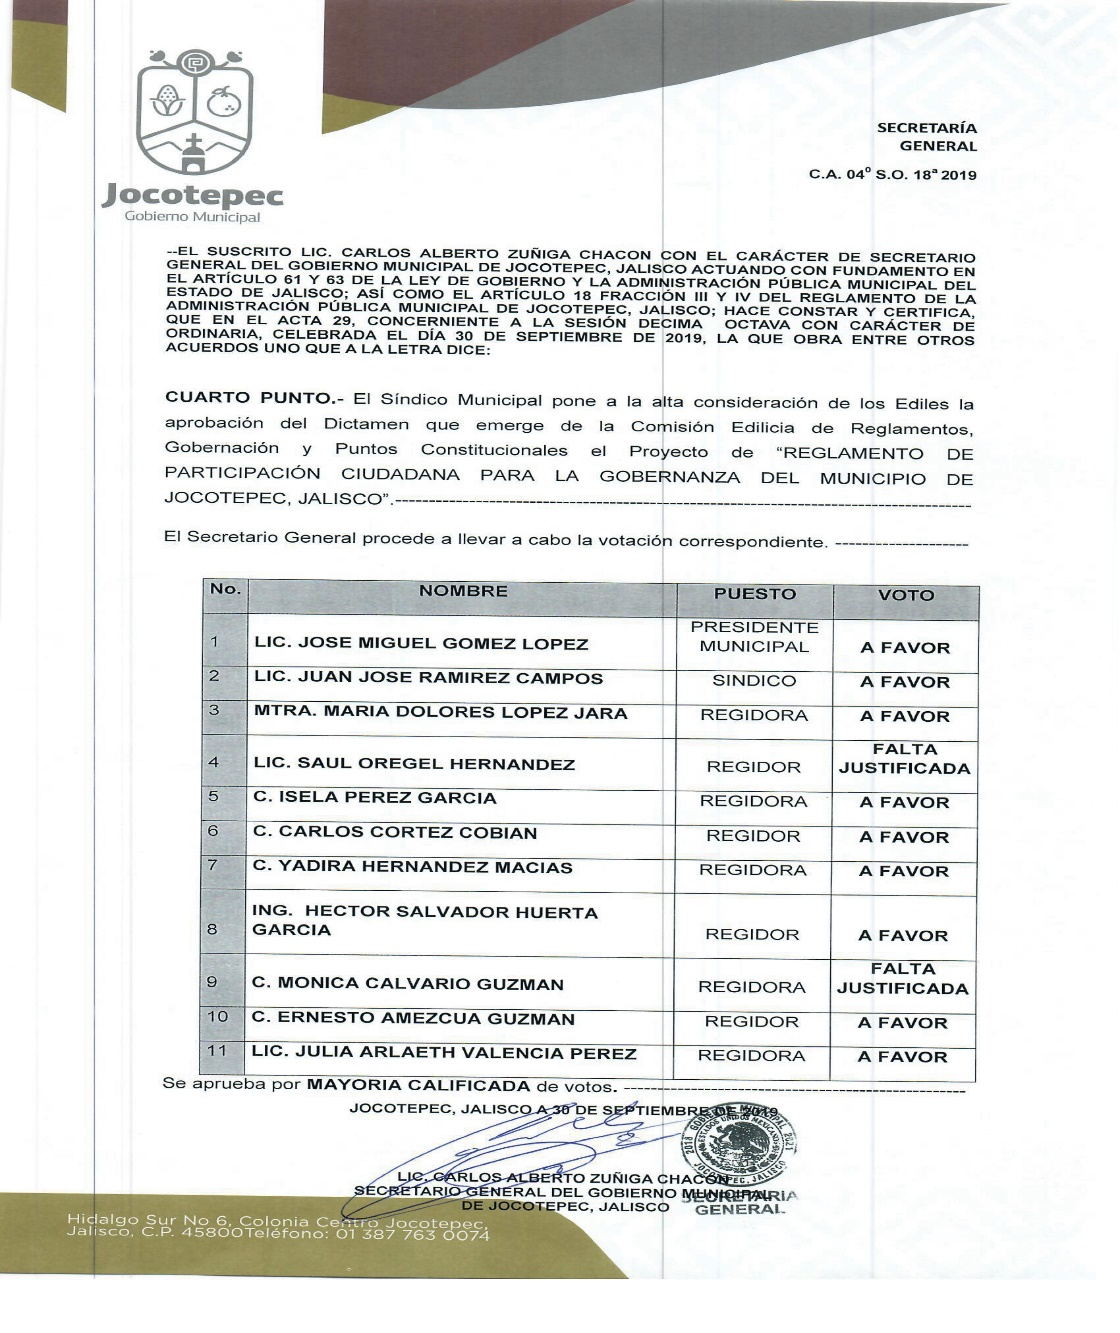 Jocotepec
Gobierno Municipal
SECRETARÍA
GENERAL
C.A. 04⁰ S.O. 18ª 2019
--EL SUSCRITO LIC. CARLOS ALBERTO ZUÑIGA CHACON CON EL CARÁCTER DE SECRETARIO
GENERAL DEL GOBIERNO MUNICIPAL DE JOCOTEPEC, JALISCO ACTUANDO CON FUNDAMENTO EN
EL ARTÍCULO 61 Y 63 DE LA LEY DE GOBIERNO Y LA ADMINISTRACIÓN PÚBLICA MUNICIPAL DEL
ESTADO DE JALISCO; ASÍ COMO EL ARTÍCULO 18 FRACCIÓN III Y IV DEL REGLAMENTO DE LA
ADMINISTRACIÓN PÚBLICA MUNICIPAL DE JOCOTEPEC, JALISCO; HACE CONSTAR Y CERTIFICA,
QUE EN EL ACTA 29, CONCERNIENTE A LA SESIÓN DECIMA OCTAVA CON CARÁCTER DE
ORDINARIA, CELEBRADA EL DÍA 30 DE SEPTIEMBRE DE 2019, LA QUE OBRA ENTRE OTROS
ACUERDOS UNO QUE A LA LETRA DICE:
CUARTO PUNTO.- El Síndico Municipal pone a la alta consideración de los Ediles la
aprobación del Dictamen que emerge de la Comisión Edilicia de Reglamentos,
Gobernación y Puntos Constitucionales el Proyecto de “REGLAMENTO DE
PARTICIPACIÓN CIUDADANA PARA LA GOBERNANZA DEL MUNICIPIO DE
JOCOTEPEC, JALISCO”.------------------------------------------------------------------------------------
El Secretario General procede a llevar a cabo la votación correspondiente. --------------------
No. NOMBRE PUESTO VOTO
1 LIC. JOSE MIGUEL GOMEZ LOPEZ PRESIDENTE MUNICIPAL A FAVOR
2 LIC. JUAN JOSE RAMIREZ CAMPOS SINDICO A FAVOR
3 MTRA. MARIA DOLORES LOPEZ JARA REGIDORA A FAVOR
4 LIC. SAUL OREGEL HERNANDEZ REGIDOR FALTA JUSTIFICADA
5 C. ISELA PEREZ GARCIA REGIDORA A FAVOR
6 C. CARLOS CORTEZ COBIAN REGIDOR A FAVOR
7 C. YADIRA HERNANDEZ MACIAS REGIDORA A FAVOR
8 ING. HECTOR SALVADOR HUERTA GARCIA REGIDOR A FAVOR
9 C. MONICA CALVARIO GUZMAN REGIDORA FALTA JUSTIFICADA
10 C. ERNESTO AMEZCUA GUZMAN REGIDOR A FAVOR
11 LIC. JULIA ARLAETH VALENCIA PEREZ REGIDORA A FAVOR
Se aprueba por MAYORIA CALIFICADA de votos. ---------------------------------------------------
JOCOTEPEC, JALISCO A 30 DE SEPTIEMBRE DE 2019
GOBIERNO MUNICIPAL
2018 2021
ESTADOS UNIDOS MEXICANOS
JOCOTEPEC, JALISCO
LIC. CARLOS ALBERTO ZUÑIGA CHACON
SECRETARIO GENERAL DEL GOBIERNO MUNICIPAL
DE JOCOTEPEC, JALISCO
SECRETARIA
GENERAL
Hidalgo Sur No 6, Colonia Centro Jocotepec,
Jalisco, C.P. 45800Teléfono: 01 387 763 0074